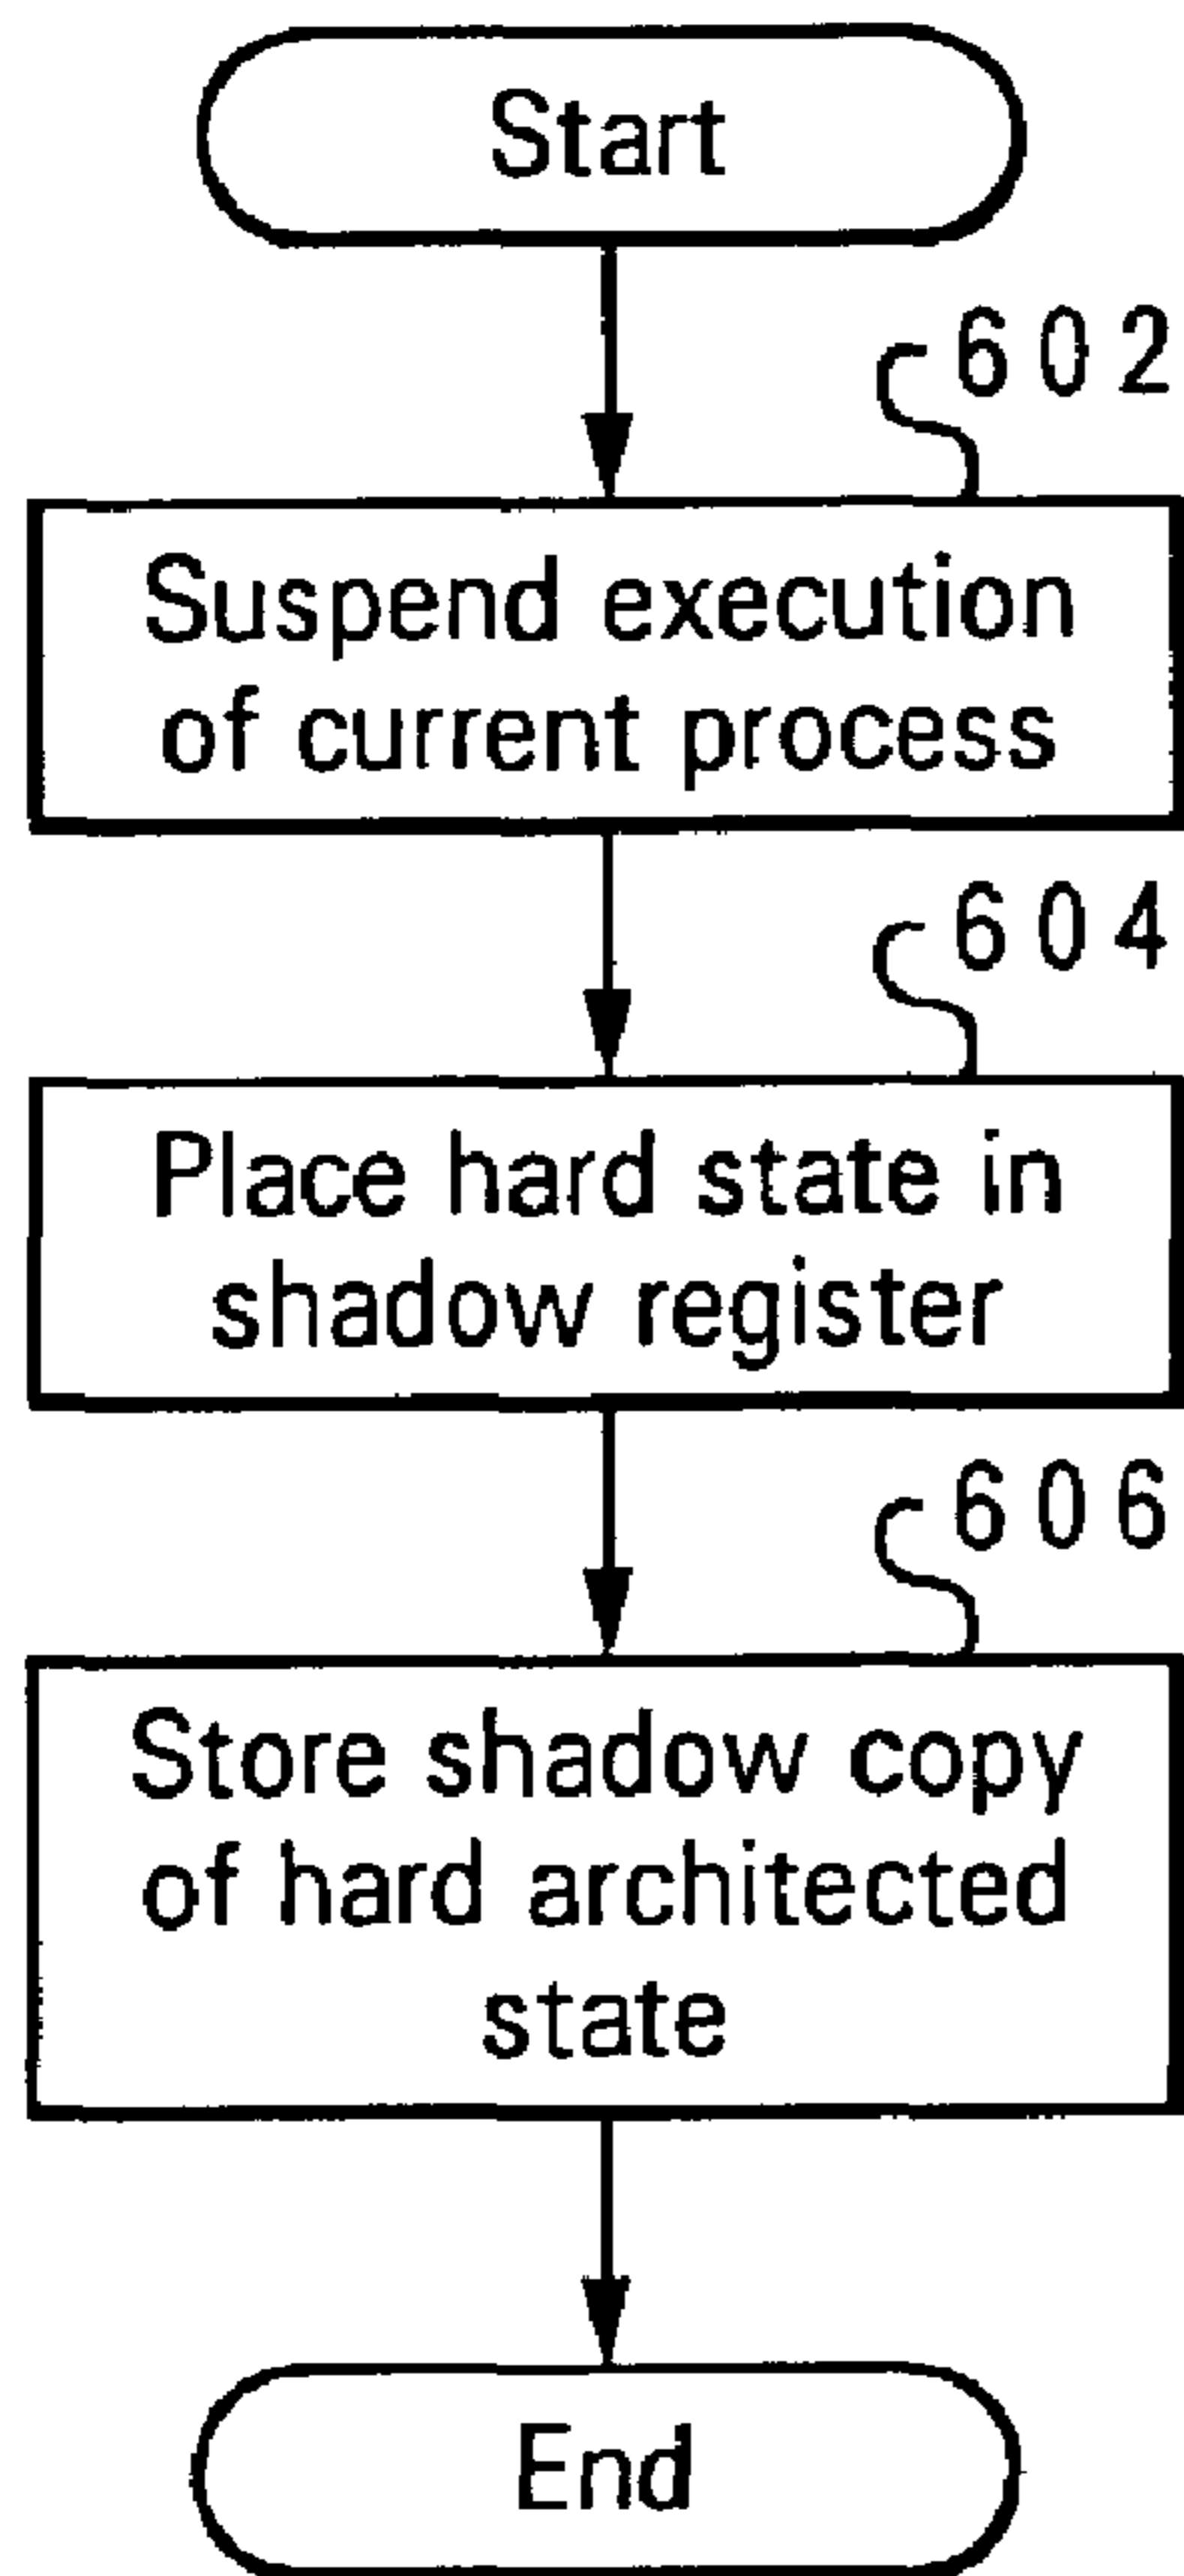 Start
602
Suspend execution
of current process
604
Place hard state in
shadow register
606
Store shadow copy
of hard architected
state
End